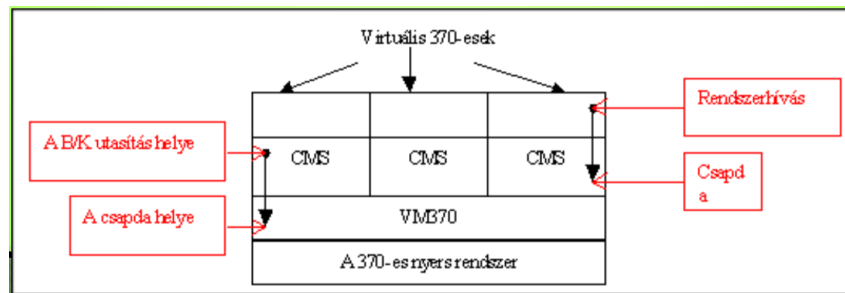 Virtuális 370-esek
Rendszerhívás
A B/K utasítás helye
CMS
CMS
CMS
Csapd
a
A csapda helye
VM370
A 370-es nyers rendszer